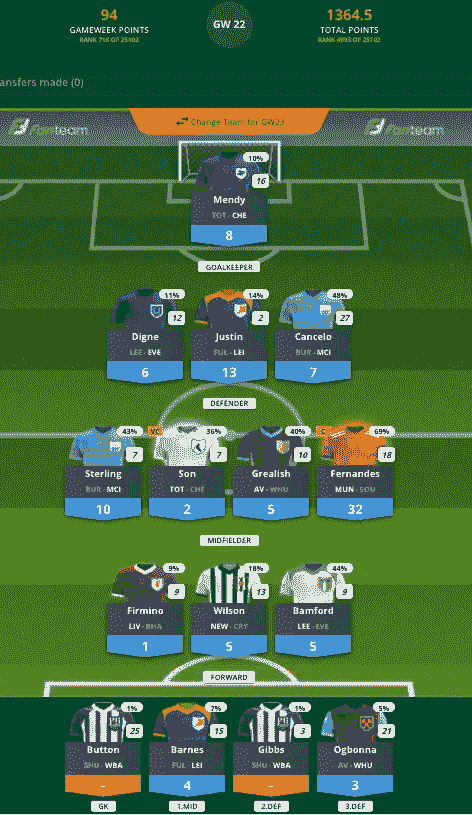 94
GAMEWEEK POINTS
RANK 718 OF 25102
GW 22
1364.5
TOTAL POINTS
RANK 4993 OF 25102
ansfers made (0)
Fanteam
Change Team for GW23
Fanteam
10%
16
Mendy
TOT - CHE
8
GOALKEEPER
11%
12
Digne
LEE - EVE
6
14%
2
Justin
FUL - LEI
13
48%
27
Cancelo
BUR - MCI
7
DEFENDER
43%
7
Sterling
BUR - MCI
10
VC
36%
7
Son
TOT - CHE
2
40%
10
Grealish
AV - WHU
5
C
69%
18
Fernandes
MUN - SOU
32
MIDFIELDER
9%
9
Firmino
LIV - BHA
1
18%
13
Wilson
NEW - CRY
5
44%
9
Bamford
LEE - EVE
5
FORWARD
1%
25
Button
SHU - WBA
-
GK
7%
15
Barnes
FUL - LEI
4
1.MID
1%
3
Gibbs
SHU - WBA
-
2.DEF
5%
21
Ogbonna
AV - WHU
3
3.DEF